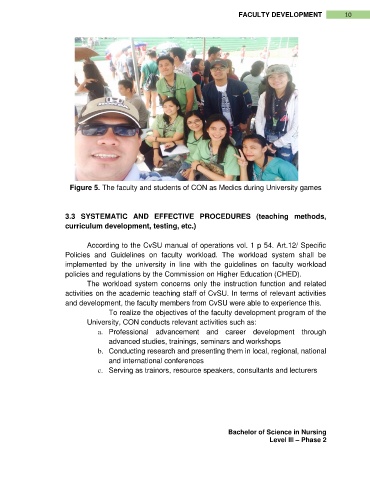 FACULTY DEVELOPMENT 10
Figure 5. The faculty and students of CON as Medics during University games
3.3 SYSTEMATIC AND EFFECTIVE PROCEDURES (teaching methods,
curriculum development, testing, etc.)
According to the CvSU manual of operations vol. 1 p 54. Art.12/ Specific
Policies and Guidelines on faculty workload. The workload system shall be
implemented by the university in line with the guidelines on faculty workload
policies and regulations by the Commission on Higher Education (CHED).
The workload system concerns only the instruction function and related
activities on the academic teaching staff of CvSU. In terms of relevant activities
and development, the faculty members from CvSU were able to experience this.
To realize the objectives of the faculty development program of the
University, CON conducts relevant activities such as:
a. Professional advancement and career development through
advanced studies, trainings, seminars and workshops
b. Conducting research and presenting them in local, regional, national
and international conferences
c. Serving as trainors, resource speakers, consultants and lecturers
Bachelor of Science in Nursing
Level III – Phase 2